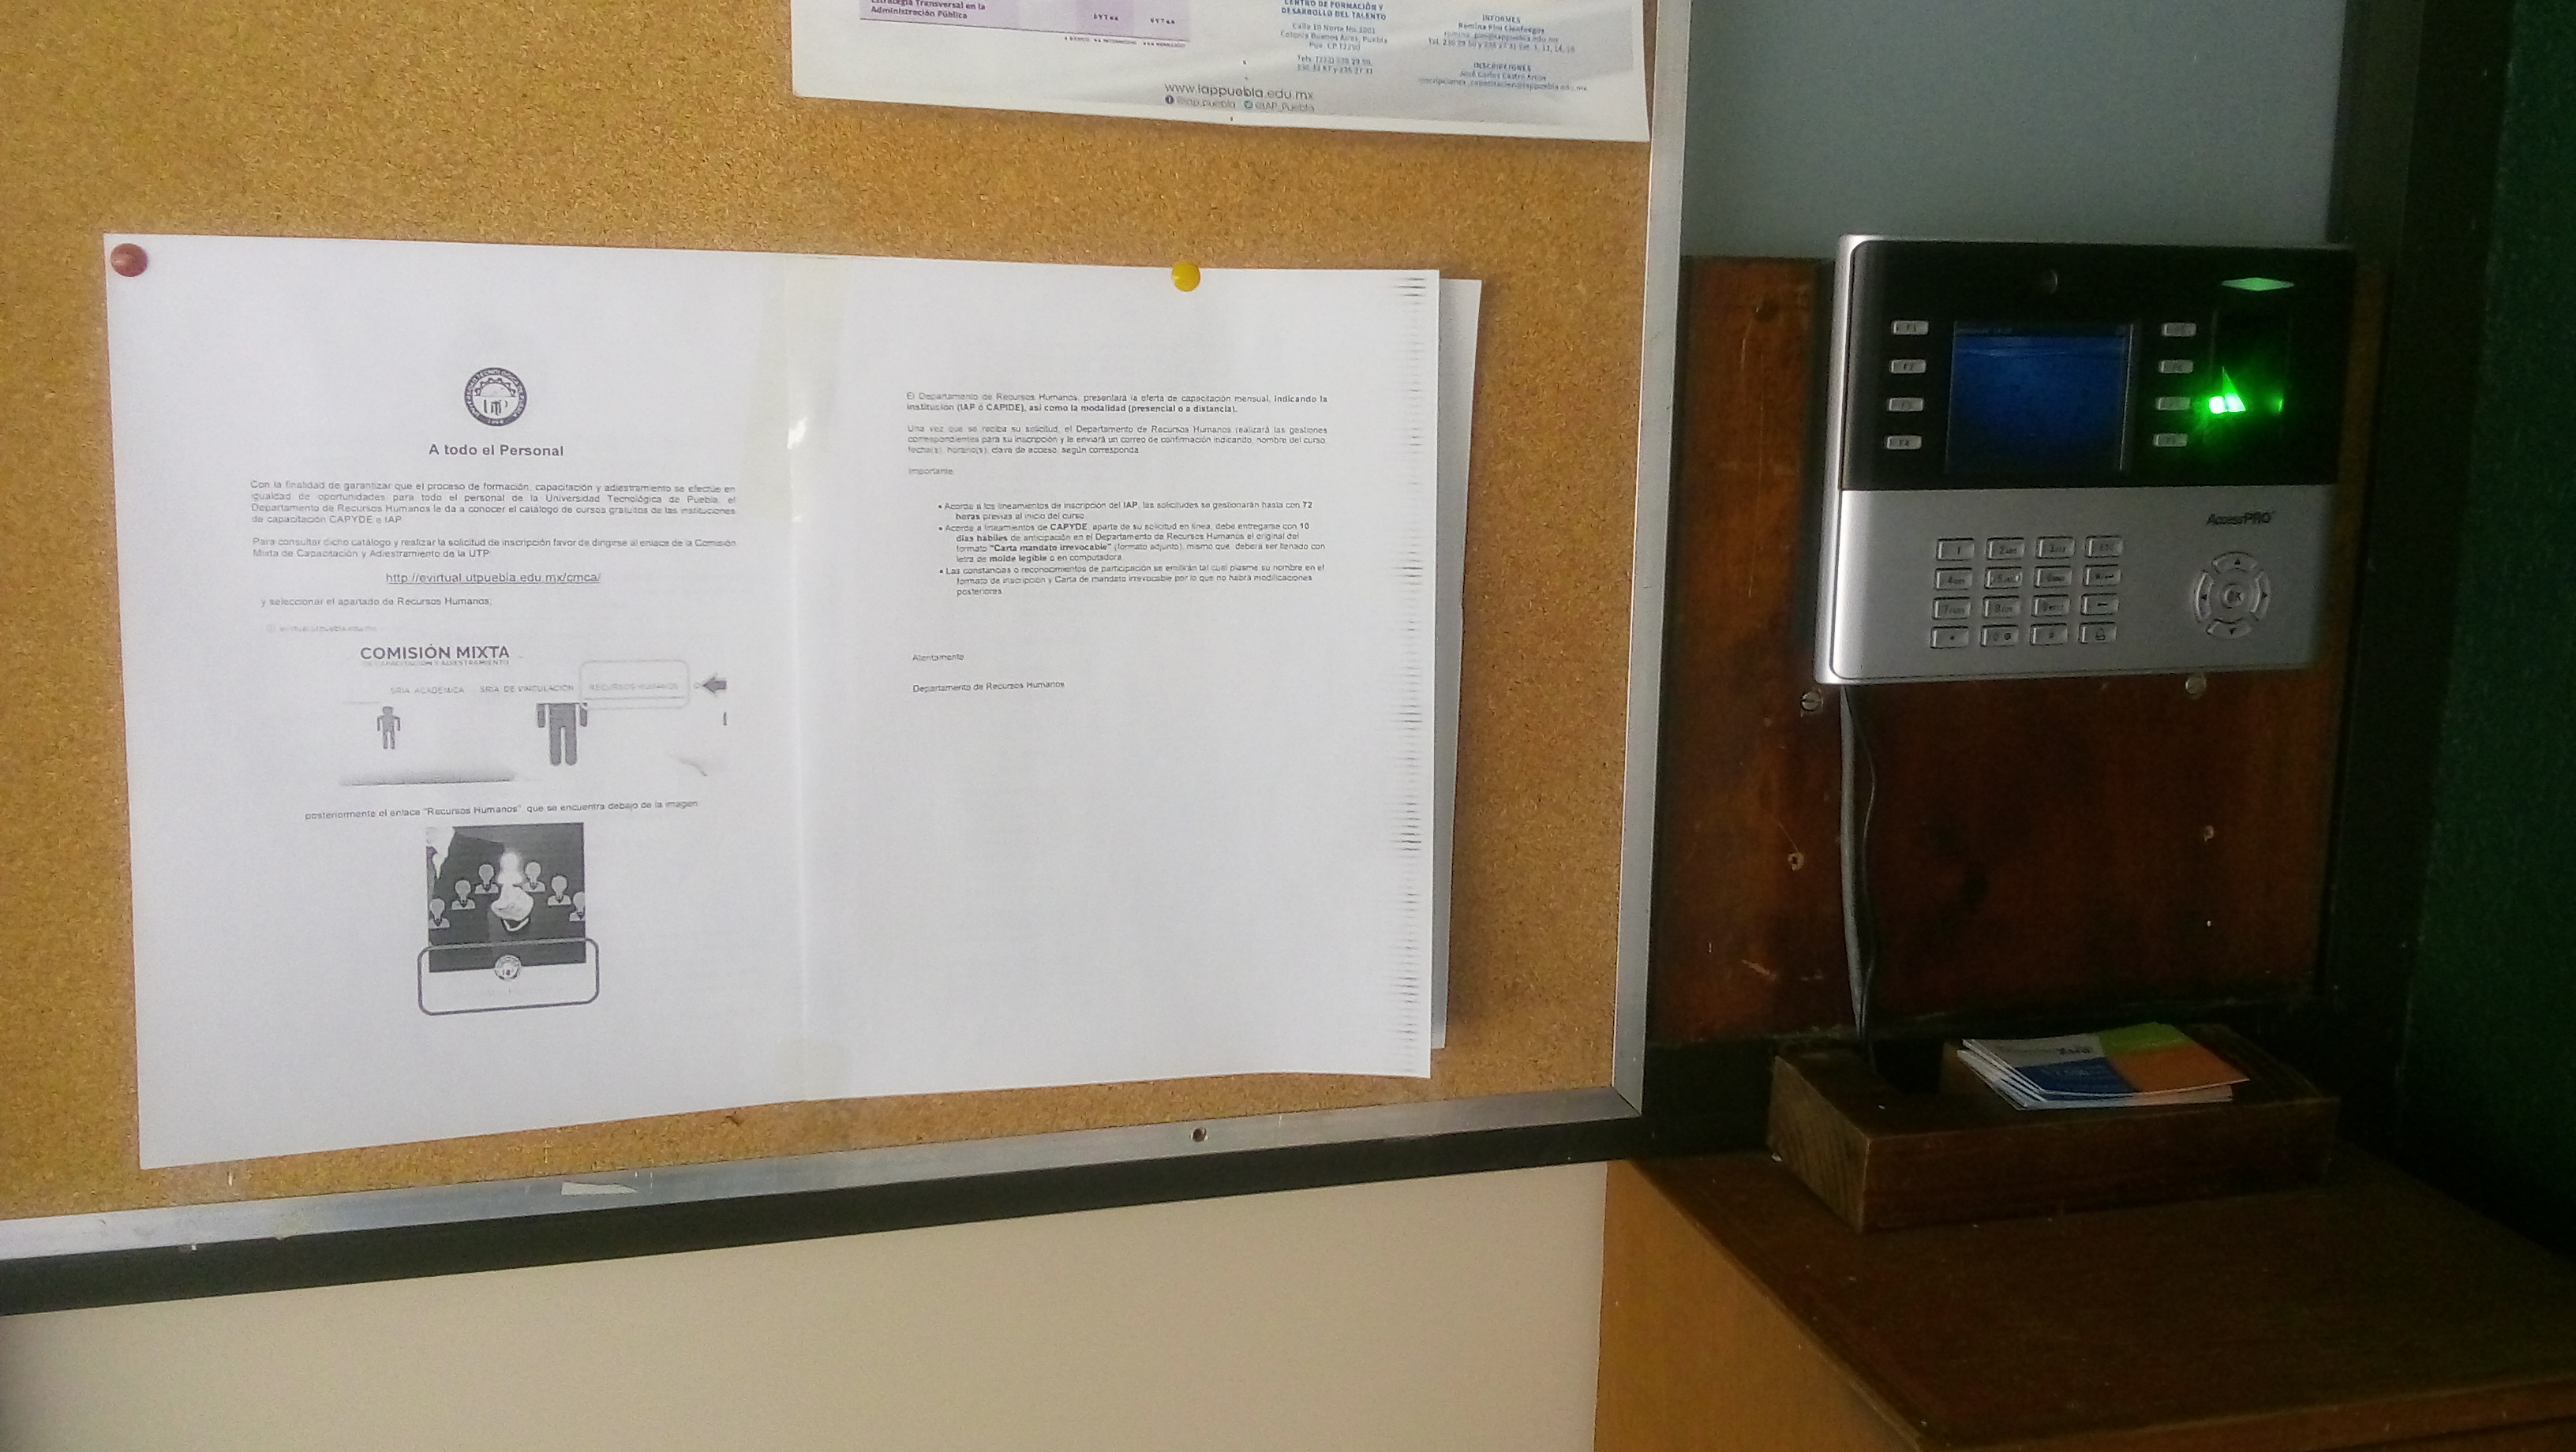 Estrategia Transversal en la
Administración Pública
CENTRO DE FORMACIÓN Y
DESARROLLO DEL TALENTO
Calle 10 Norte No.
Colonia Buenos Aires, Puebla
INFORMES
INSCRIPCIONES
www.iappuebla.edu.mx
@iap.puebla @IAP_Puebla
A todo el Personal
Con la finalidad de garantizar que el proceso de formación, capacitación y adiestramiento se efectúe en
igualdad de oportunidades para todo el personal de la Universidad Tecnológica de Puebla, el
Departamento de Recursos Humanos le da a conocer el catálogo de cursos gratuitos de las instituciones
de capacitación CAPYDE e IAP.
Para consultar dicho catálogo y realizar la solicitud de inscripción favor de dirigirse al enlace de la Comisión
Mixta de Capacitación y Adiestramiento de la UTP:
http://evirtual.utpuebla.edu.mx/cmca/
y seleccionar el apartado de Recursos Humanos;
evirtual.utpuebla.edu.mx
COMISIÓN MIXTA
DE CAPACITACIÓN Y ADIESTRAMIENTO
SRIA. ACADEMICA SRIA. DE VINCULACION RECURSOS HUMANOS
posteriormente el enlace "Recursos Humanos" que se encuentra debajo de la imagen
El Departamento de Recursos Humanos, presentará la oferta de capacitación mensual, indicando la
institución (IAP ó CAPIDE), así como la modalidad (presencial o a distancia).
Una vez que se reciba su solicitud, el Departamento de Recursos Humanos realizará las gestiones
correspondientes para su inscripción y le enviará un correo de confirmación indicando, nombre del curso,
fecha(s), horario(s), clave de acceso, según corresponda.
Importante
• Acorde a los lineamientos de inscripción del IAP, las solicitudes se gestionarán hasta con 72
horas previas al inicio del curso.
• Acorde a lineamientos de CAPYDE, aparte de su solicitud en línea, debe entregarse con 10
días hábiles de anticipación en el Departamento de Recursos Humanos el original del
formato "Carta mandato irrevocable" (formato adjunto), mismo que deberá ser llenado con
letra de molde legible o en computadora.
• Las constancias o reconocimientos de participación se emitirán tal cual plasme su nombre en el
formato de inscripción y Carta de mandato irrevocable por lo que no habrá modificaciones
posteriores.
Atentamente
Departamento de Recursos Humanos
AccessPRO
OK